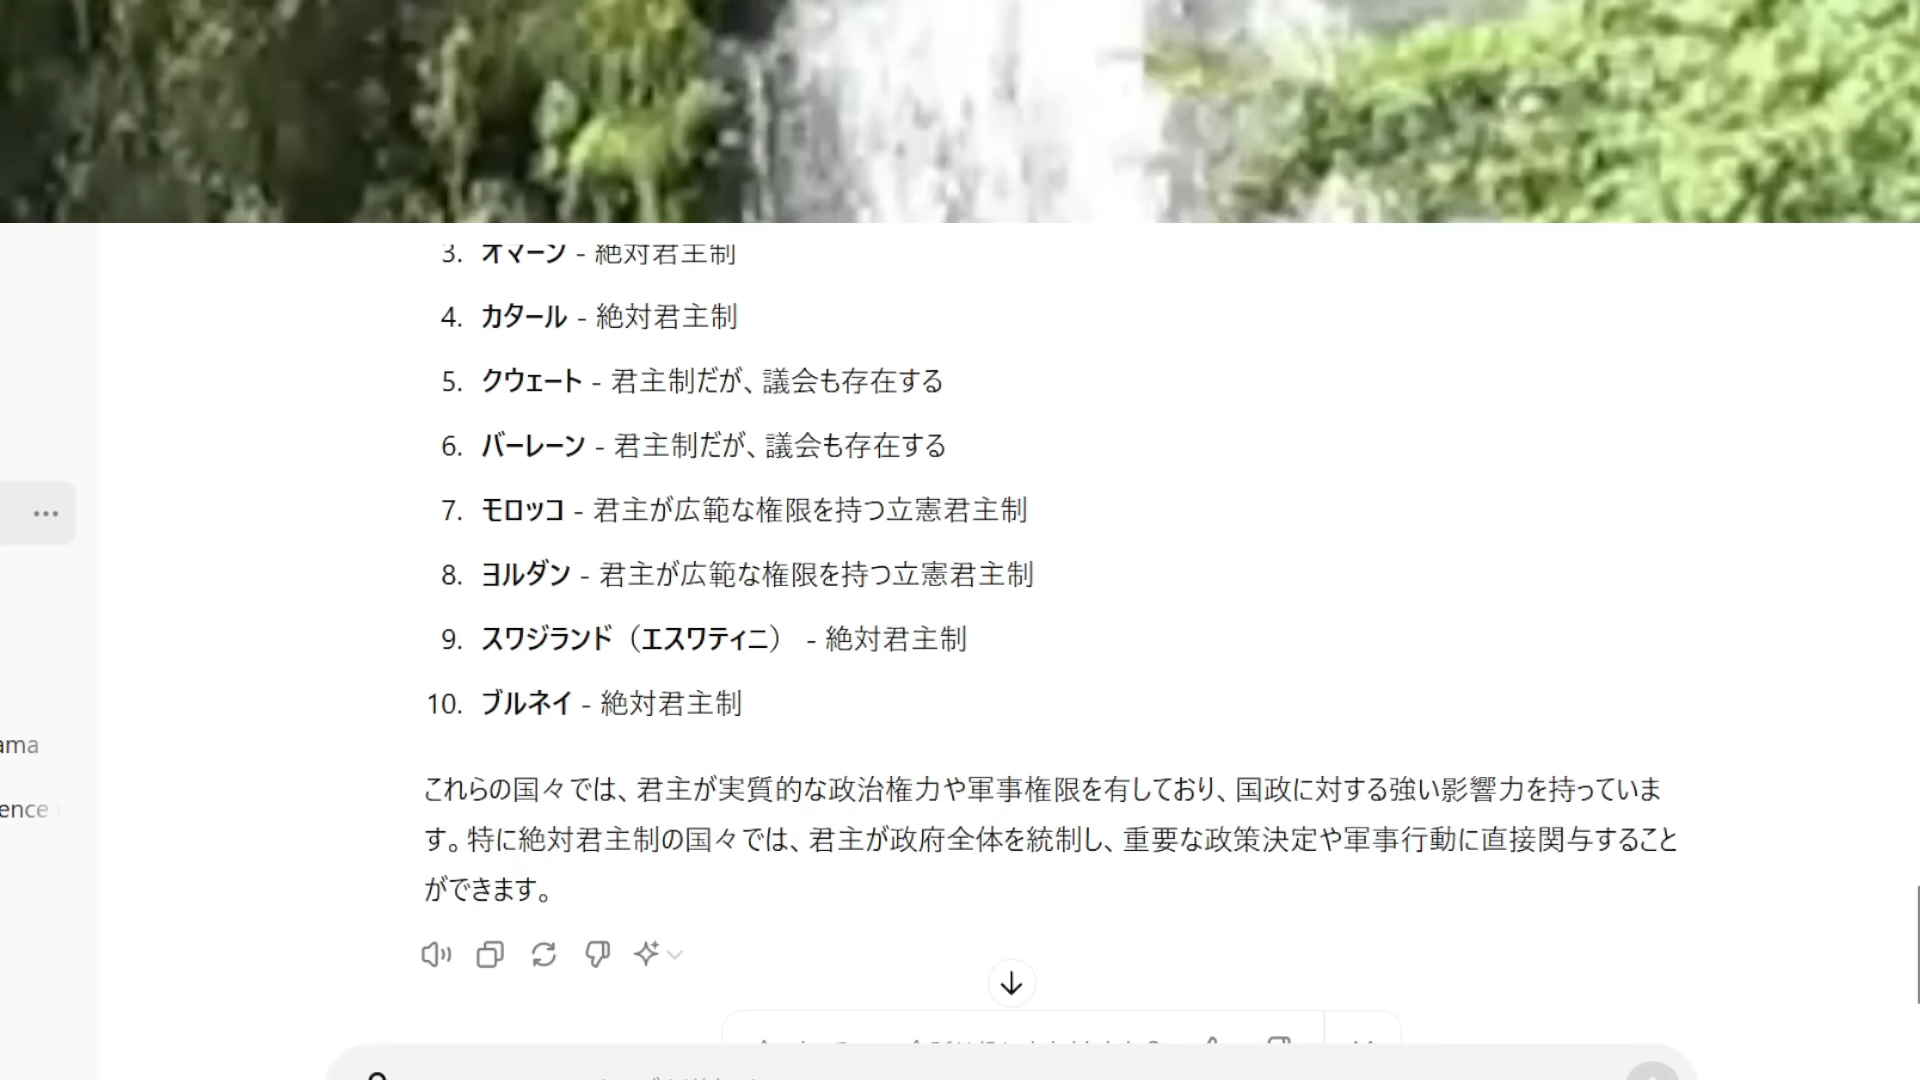 3. オマーン - 絶対君主制
4. カタール - 絶対君主制
5. クウェート - 君主制だが、議会も存在する
6. バーレーン - 君主制だが、議会も存在する
7. モロッコ - 君主が広範な権限を持つ立憲君主制
8. ヨルダン - 君主が広範な権限を持つ立憲君主制
9. スワジランド（エスワティニ） - 絶対君主制
10. ブルネイ - 絶対君主制
ama
ence
これらの国々では、君主が実質的な政治権力や軍事権限を有しており、国政に対する強い影響力を持っていま
す。特に絶対君主制の国々では、君主が政府全体を統制し、重要な政策決定や軍事行動に直接関与すること
ができます。